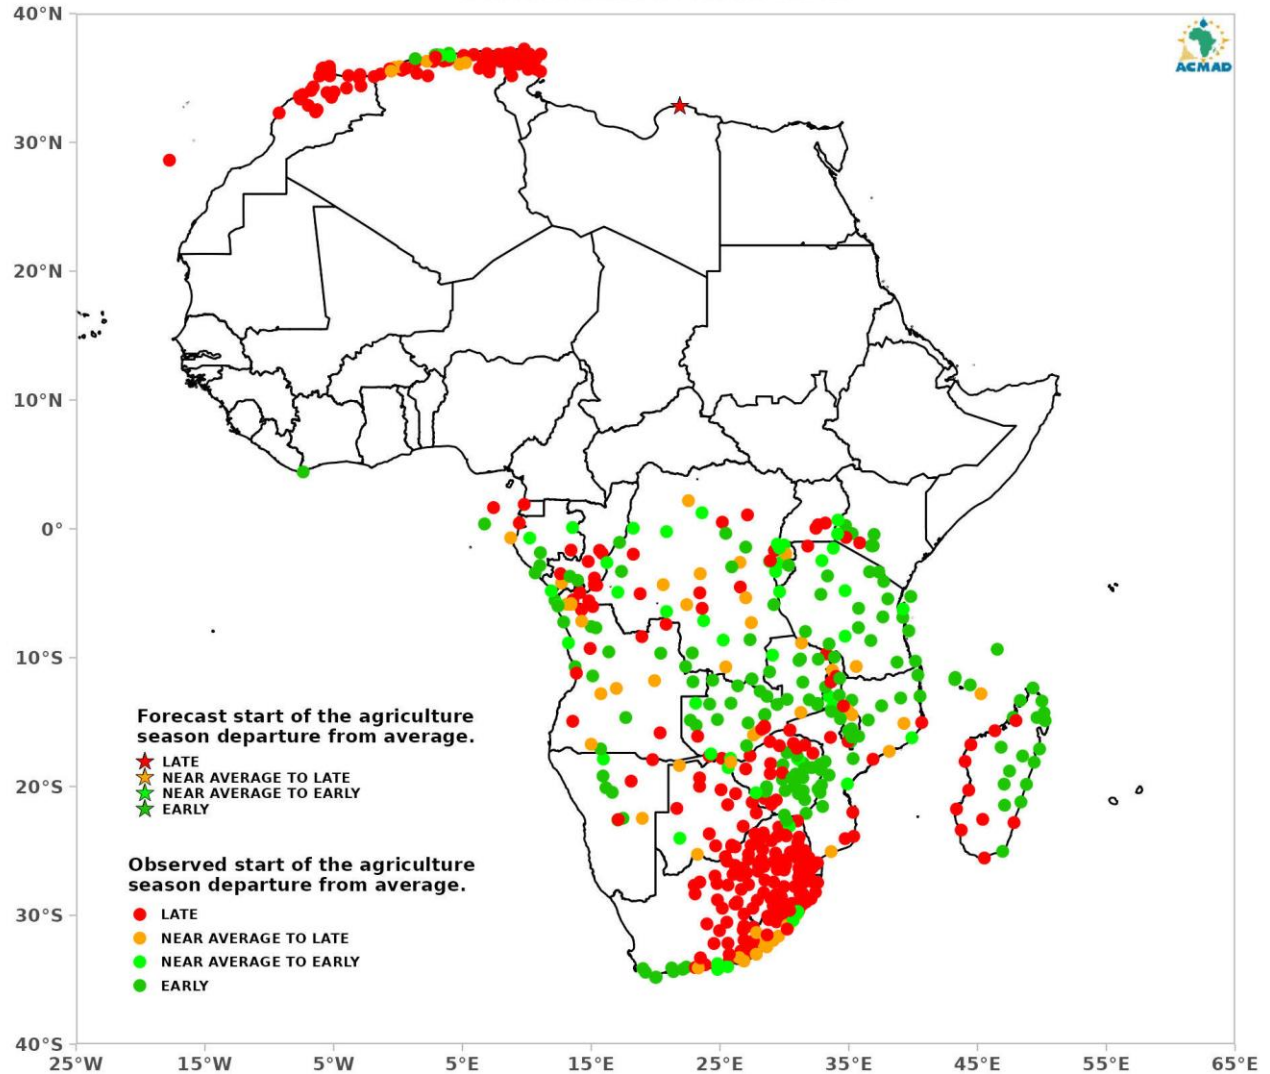 40°N
ACMAD
30°N
20°N
10°N
0°
10°S
Forecast start of the agriculture
season departure from average.
LATE
NEAR AVERAGE TO LATE
NEAR AVERAGE TO EARLY
EARLY
20°S
Observed start of the agriculture
season departure from average.
LATE
30°S
NEAR AVERAGE TO LATE
NEAR AVERAGE TO EARLY
EARLY
40°S
25°W 15°W 5°W 5°E 15°E 25°E 35°E 45°E 55°E 65°E